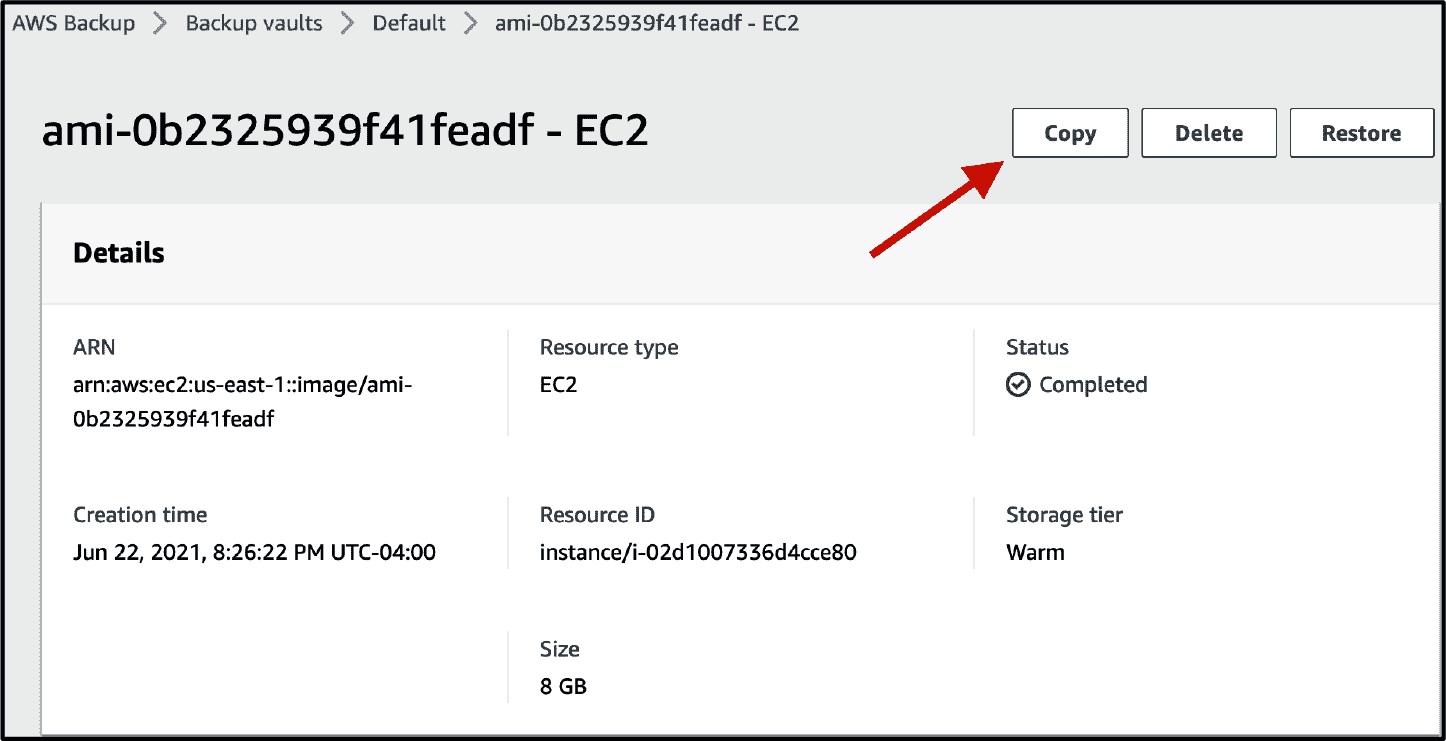 AWS Backup > Backup vaults > Default > ami-0b2325939f41feadf - EC2
ami-0b2325939f41feadf - EC2
Copy
Delete
Restore
Details
ARN
arn:aws:ec2:us-east-1::image/ami-
0b2325939f41feadf
Resource type
EC2
Status
Completed
Creation time
Jun 22, 2021, 8:26:22 PM UTC-04:00
Resource ID
instance/i-02d1007336d4cce80
Storage tier
Warm
Size
8 GB